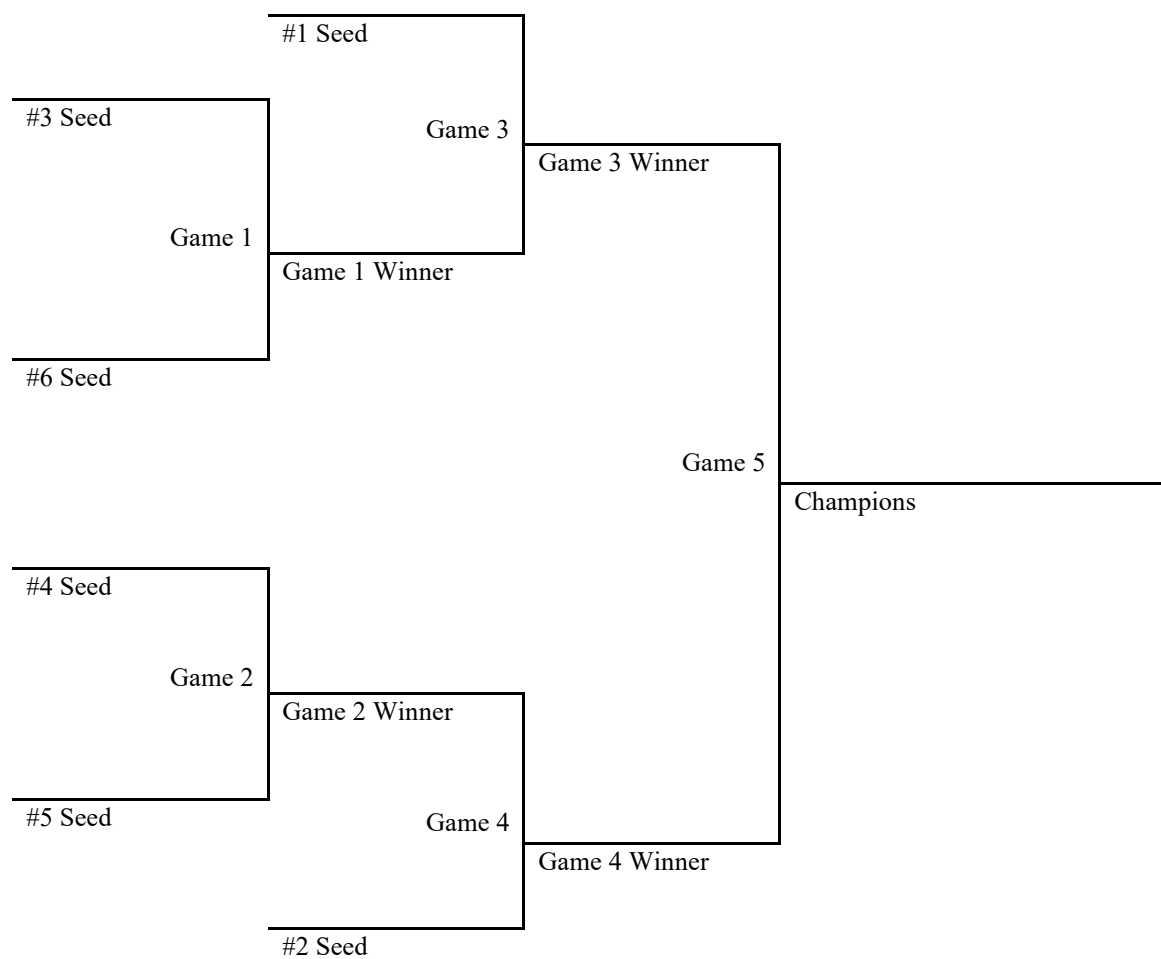 #1 Seed
#3 Seed
Game 3
Game 3 Winner
Game 1
Game 1 Winner
#6 Seed
Game 5
Champions
#4 Seed
Game 2
Game 2 Winner
#5 Seed
Game 4
Game 4 Winner
#2 Seed